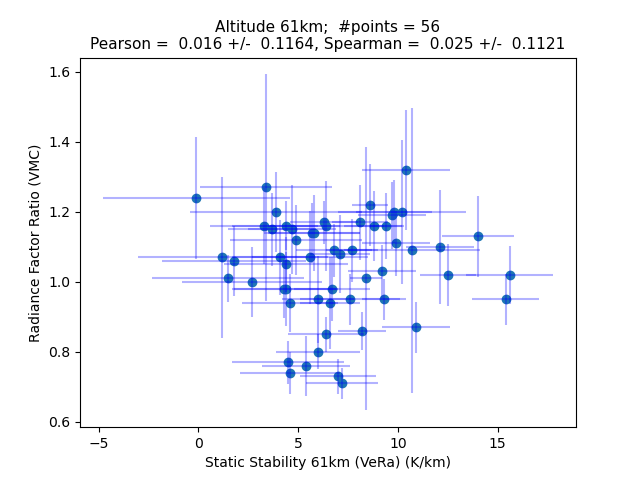 Altitude 61km;  #points = 56
Pearson =  0.016 +/-  0.1164, Spearman =  0.025 +/-  0.1121
1.6
1.4
1.2
1.0
0.8
0.6
Radiance Factor Ratio (VMC)
−5
0
5
10
15
Static Stability 61km (VeRa) (K/km)